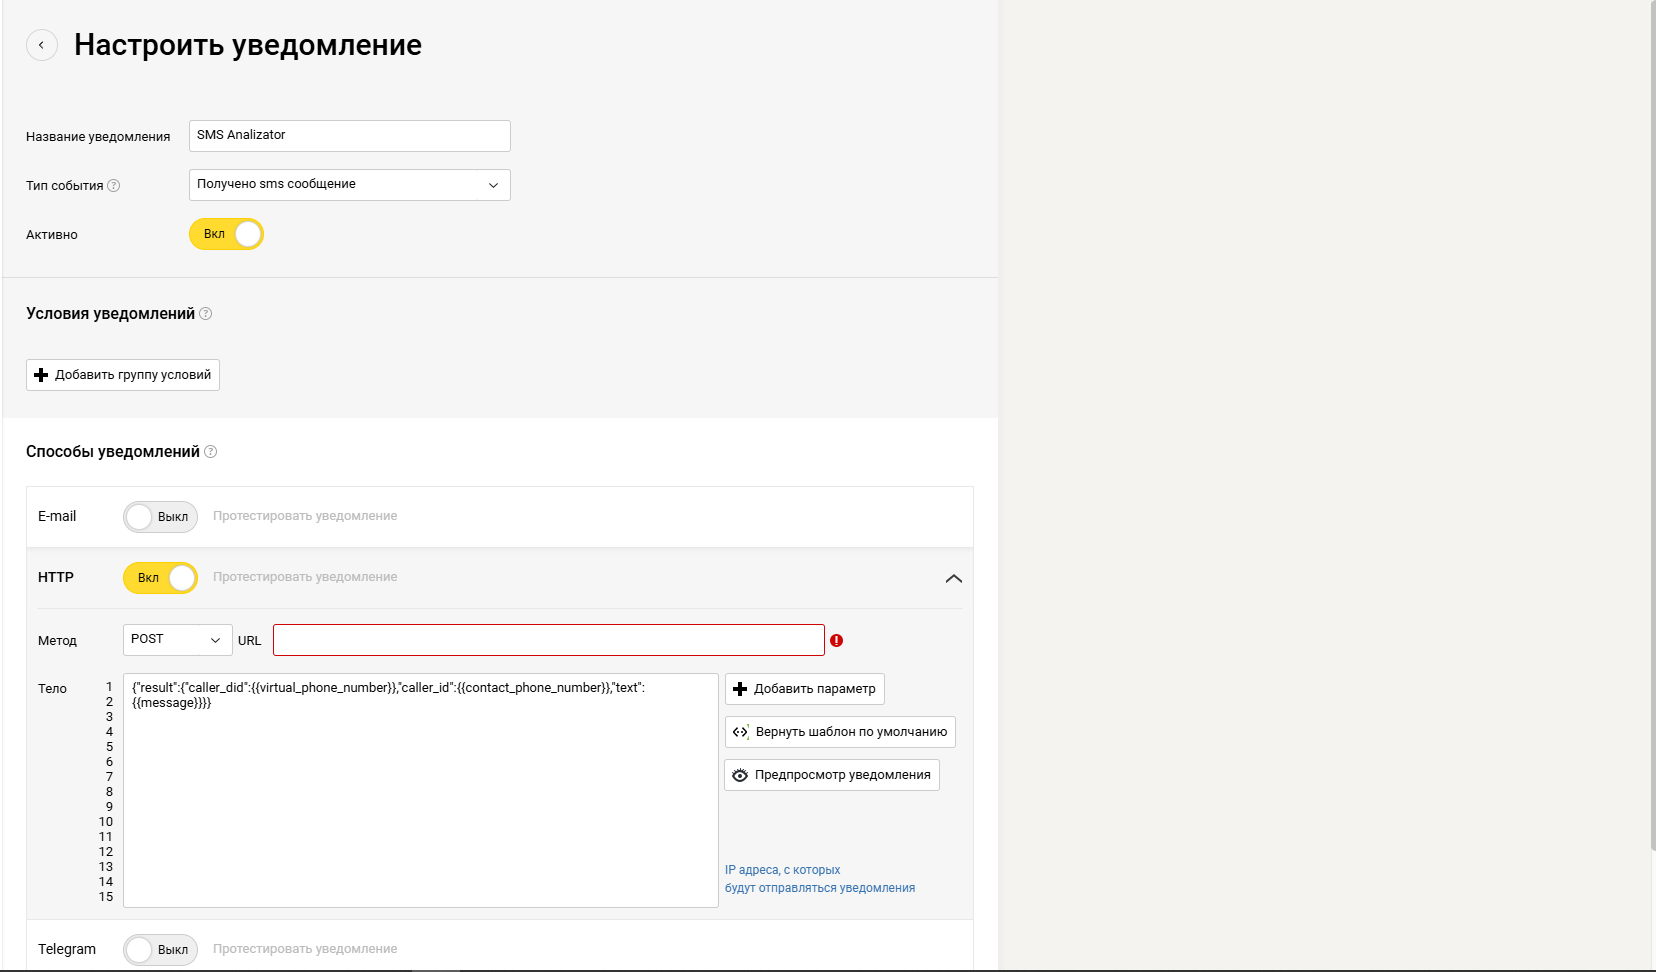 Настроить уведомление
Название уведомления SMS Analizator
Тип события ? Получено sms сообщение
Активно Вкл
Условия уведомлений ?
Добавить группу условий
Способы уведомлений ?
E-mail Выкл Протестировать уведомление
HTTP Вкл Протестировать уведомление
Метод POST URL
Тело
1
2
3
4
5
6
7
8
9
10
11
12
13
14
15
{"result":{"caller_did":{{virtual_phone_number}},"caller_id":{{contact_phone_number}},"text":
{{message}}}}
Добавить параметр
Вернуть шаблон по умолчанию
Предпросмотр уведомления
IP адреса, с которых
будут отправляться уведомления
Telegram Выкл Протестировать уведомление